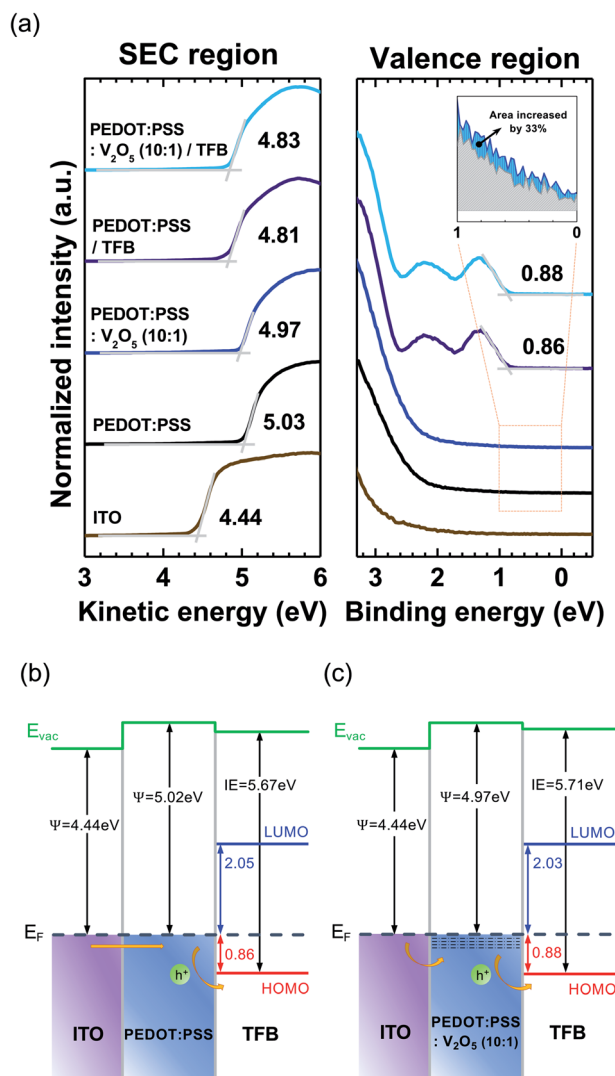 (a)
SEC region
Valence region
Normalized intensity (a.u.)
PEDOT:PSS
: V₂O₅ (10:1) / TFB
4.83
PEDOT:PSS
/ TFB
4.81
PEDOT:PSS
: V₂O₅ (10:1)
4.97
PEDOT:PSS
5.03
ITO
4.44
3 4 5 6
Kinetic energy (eV)
Area increased
by 33%
1 0
0.88
0.86
3 2 1 0
Binding energy (eV)
(b)
Evac
Ψ=4.44eV
Ψ=5.02eV
IE=5.67eV
LUMO
2.05
EF
0.86
h⁺
HOMO
ITO
PEDOT:PSS
TFB
(c)
Evac
Ψ=4.44eV
Ψ=4.97eV
IE=5.71eV
LUMO
2.03
EF
0.88
h⁺
HOMO
ITO
PEDOT:PSS
: V₂O₅ (10:1)
TFB